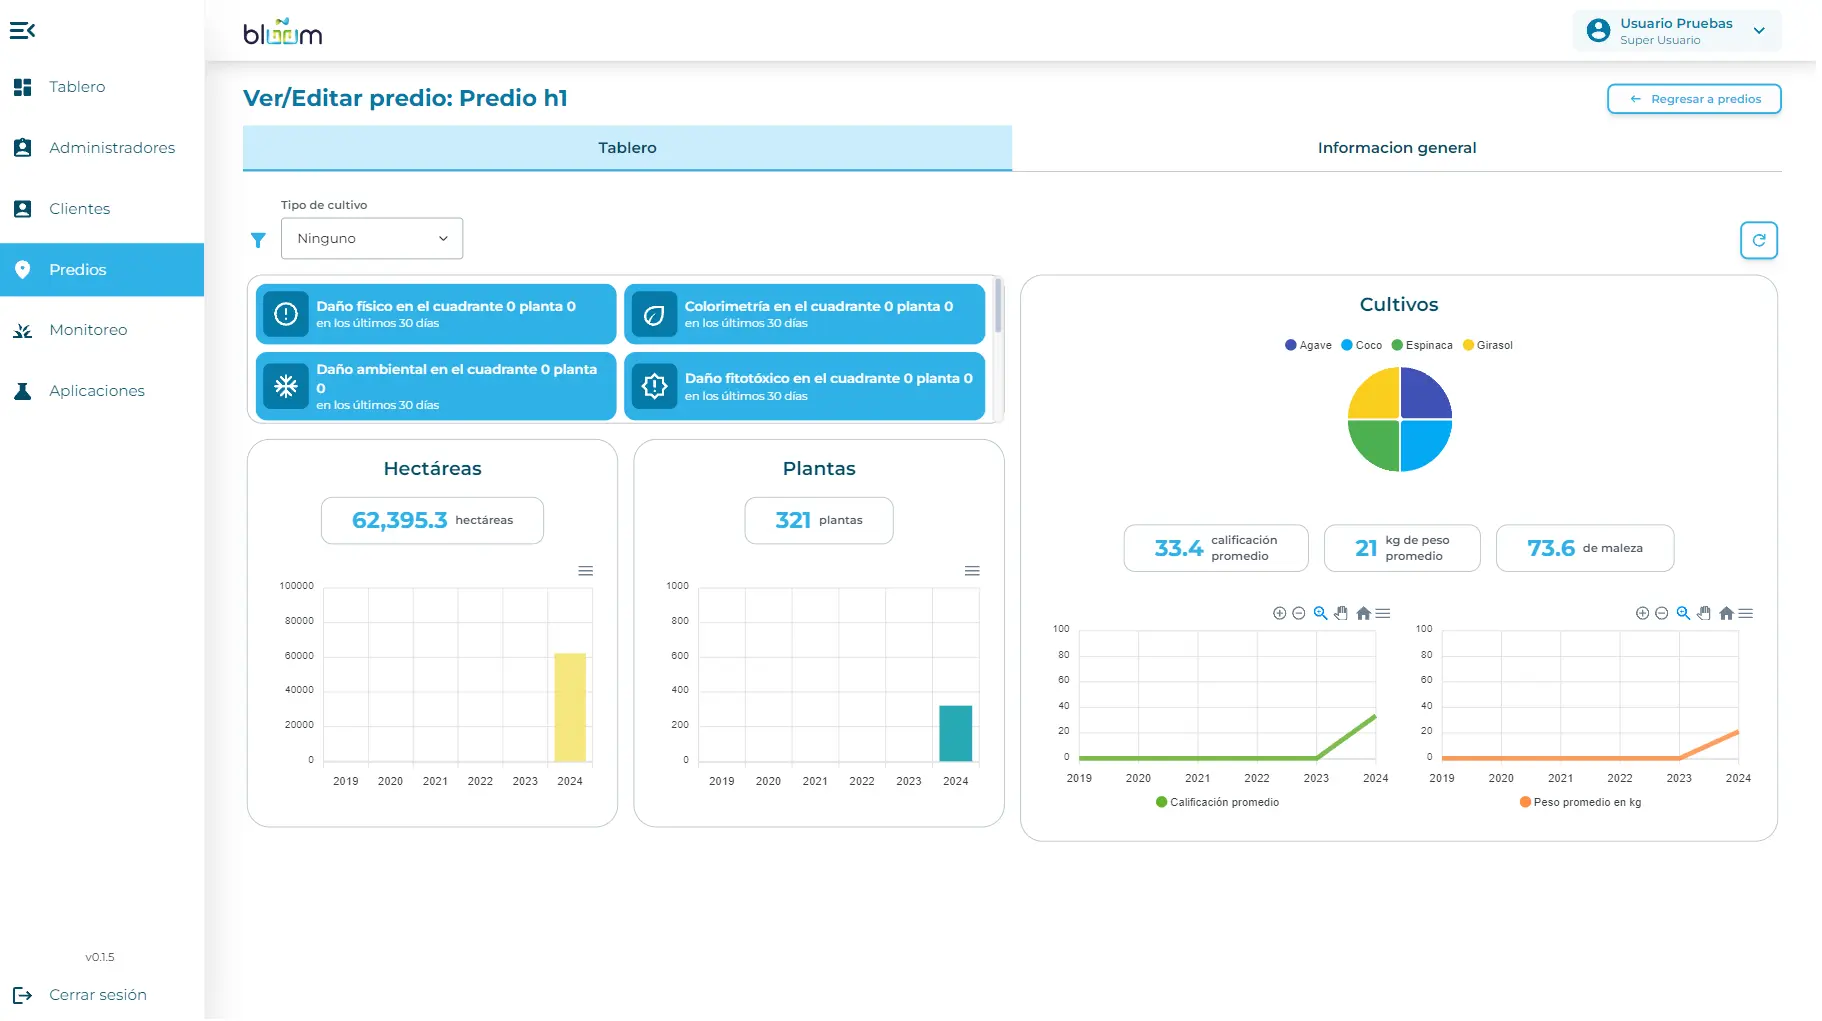 bloom
Usuario Pruebas
Super Usuario
Tablero
Administradores
Clientes
Predios
Monitoreo
Aplicaciones
v0.1.5
Cerrar sesión
Ver/Editar predio: Predio h1
Regresar a predios
Tablero
Informacion general
Tipo de cultivo
Ninguno
Daño físico en el cuadrante 0 planta 0
en los últimos 30 días
Colorimetría en el cuadrante 0 planta 0
en los últimos 30 días
Daño ambiental en el cuadrante 0 planta
0
en los últimos 30 días
Daño fitotóxico en el cuadrante 0 planta 0
en los últimos 30 días
Hectáreas
62,395.3 hectáreas
100000
80000
60000
40000
20000
0
2019 2020 2021 2022 2023 2024
Plantas
321 plantas
1000
800
600
400
200
0
2019 2020 2021 2022 2023 2024
Cultivos
Agave Coco Espinaca Girasol
33.4 calificación
promedio
21 kg de peso
promedio
73.6 de maleza
100
80
60
40
20
0
2019 2020 2021 2022 2023 2024
Calificación promedio
100
80
60
40
20
0
2019 2020 2021 2022 2023 2024
Peso promedio en kg